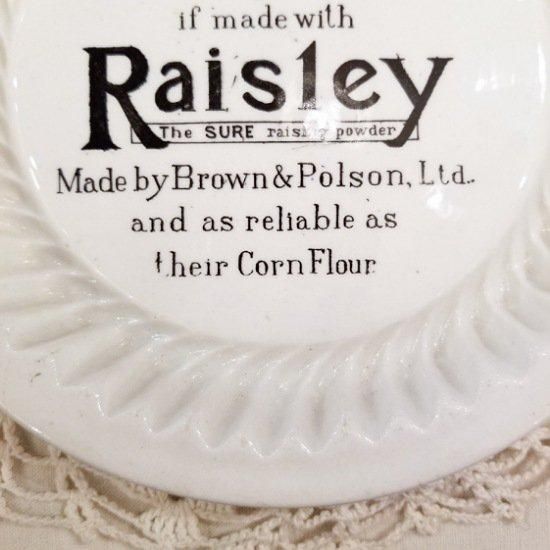 if made with
Raisley
The SURE raising powder
Made by Brown & Polson, Ltd.
and as reliable as
their Corn Flour